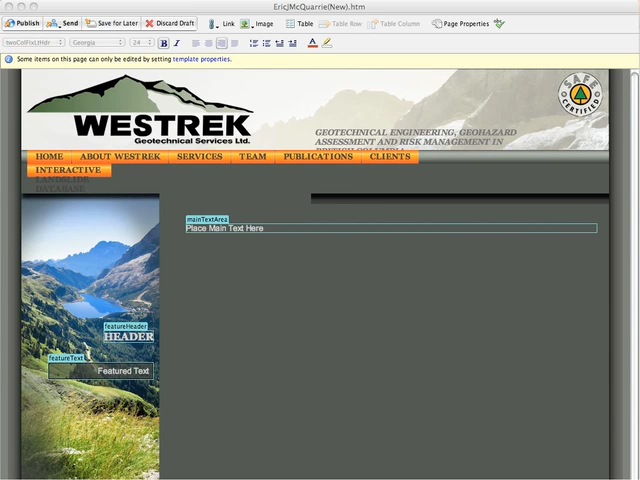 EricJMcQuarrie(New).htm
Publish Send Save for Later Discard Draft Link Image Table Table Row Table Column Page Properties
twoColFixLtHdr Georgia 24 B I
Some items on this page can only be edited by setting template properties.
SAFE
CERTIFIED
WESTREK
Geotechnical Services Ltd.
GEOTECHNICAL ENGINEERING, GEOHAZARD
ASSESSMENT AND RISK MANAGEMENT IN
BRITISH COLUMBIA
HOME ABOUT WESTREK SERVICES TEAM PUBLICATIONS CLIENTS
INTERACTIVE
LANDSLIDE
DATABASE
mainTextArea
Place Main Text Here
featureHeader
HEADER
featureText
Featured Text